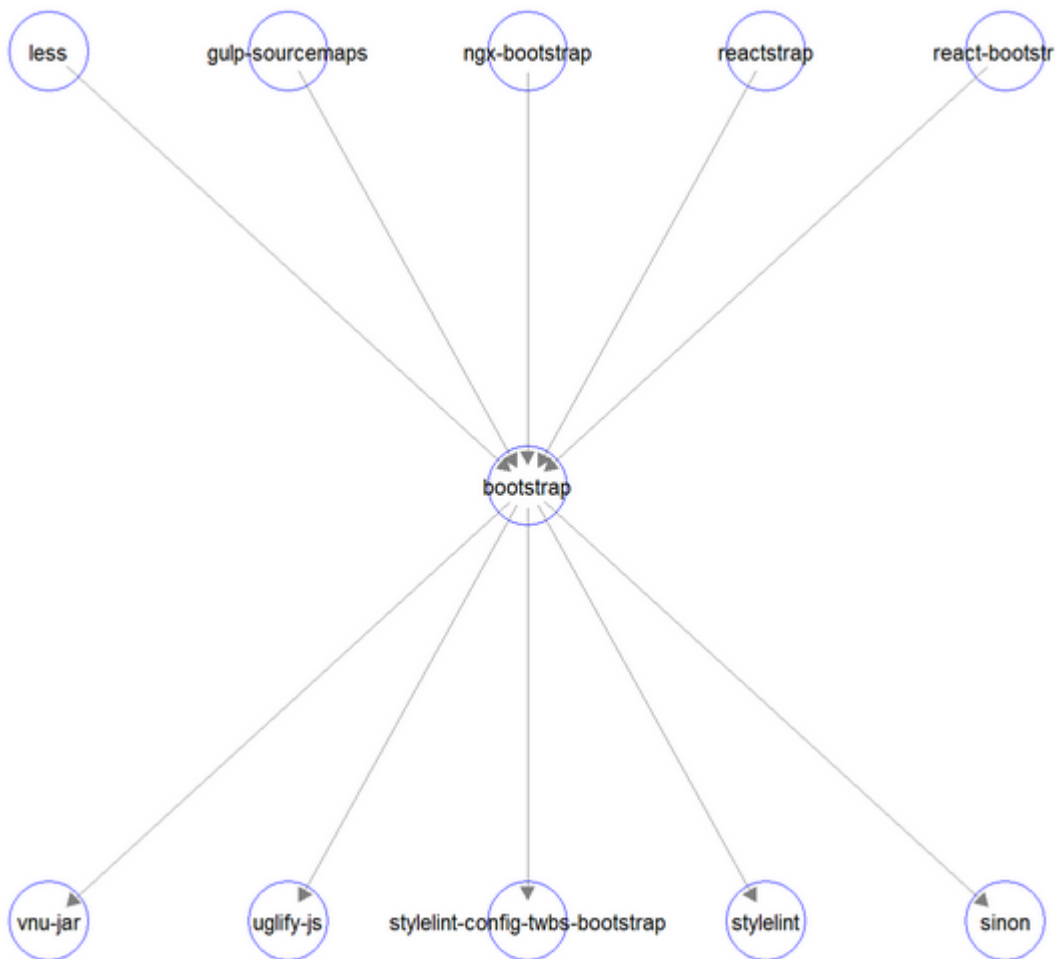 less
gulp-sourcemaps
ngx-bootstrap
reactstrap
react-bootstr
bootstrap
vnu-jar
uglify-js
stylelint-config-twbs-bootstrap
stylelint
sinon